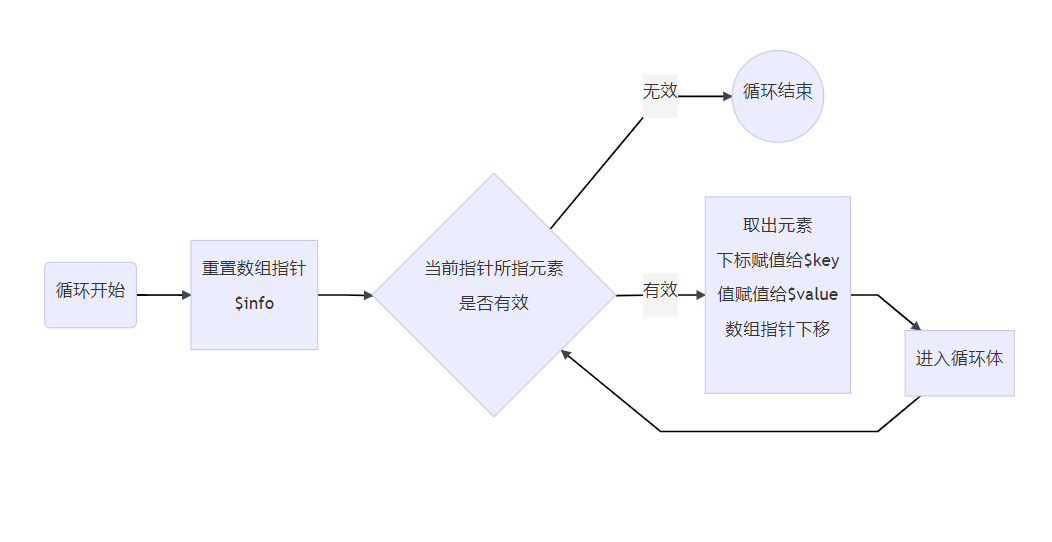 循环开始
重置数组指针
$info
当前指针所指元素
是否有效
无效
循环结束
有效
取出元素
下标赋值给$key
值赋值给$value
数组指针下移
进入循环体